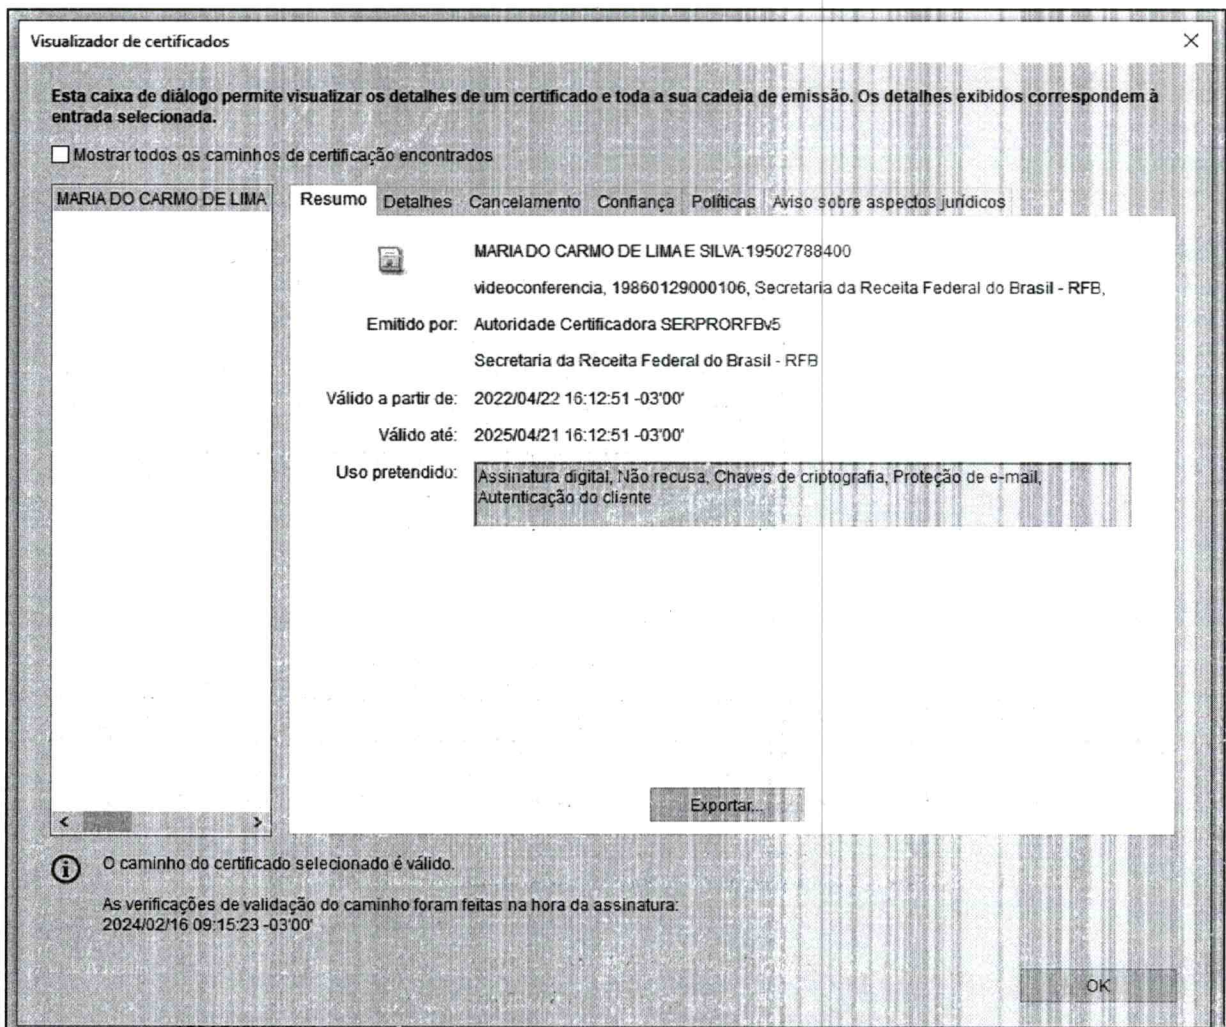 Visualizador de certificados
Esta caixa de diálogo permite visualizar os detalhes de um certificado e toda a sua cadeia de emissão. Os detalhes exibidos correspondem à
entrada selecionada.
Mostrar todos os caminhos de certificação encontrados
MARIA DO CARMO DE LIMA
Resumo Detalhes Cancelamento Confiança Políticas Aviso sobre aspectos jurídicos
MARIA DO CARMO DE LIMA E SILVA:19502788400
videoconferencia, 19860129000106, Secretaria da Receita Federal do Brasil - RFB,
Emitido por: Autoridade Certificadora SERPRORFBv5
Secretaria da Receita Federal do Brasil - RFB
Válido a partir de: 2022/04/22 16:12:51 -03'00'
Válido até: 2025/04/21 16:12:51 -03'00'
Uso pretendido: Assinatura digital, Não recusa, Chaves de criptografia, Proteção de e-mail,
Autenticação do cliente
Exportar...
O caminho do certificado selecionado é válido.
As verificações de validação do caminho foram feitas na hora da assinatura:
2024/02/16 09:15:23 -03'00'
OK